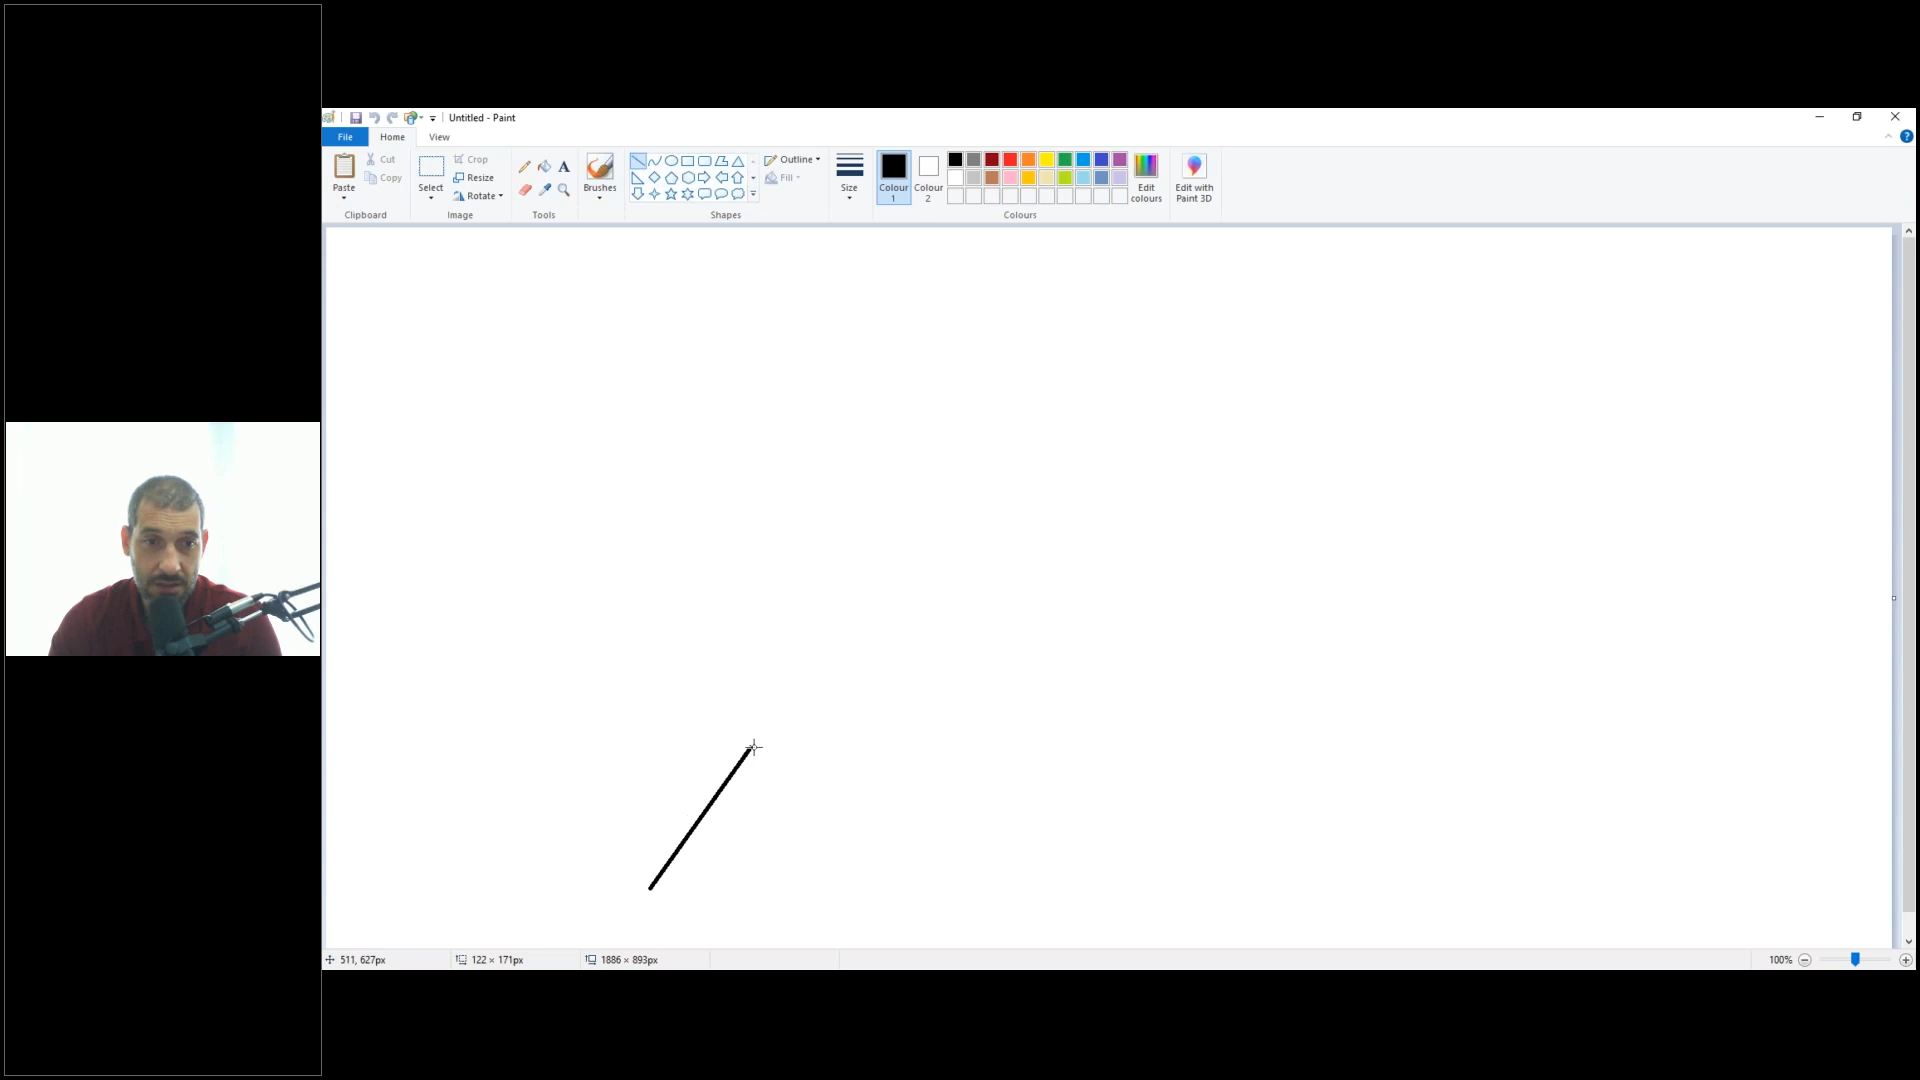 Untitled - Paint
File Home View
Paste
Cut
Copy
Clipboard
Select
Crop
Resize
Rotate
Image
A
Tools
Brushes
Outline
Fill
Shapes
Size
Colour 1
Colour 2
Edit colours
Colours
Edit with Paint 3D
?
511, 627px
122 × 171px
1886 × 893px
100%